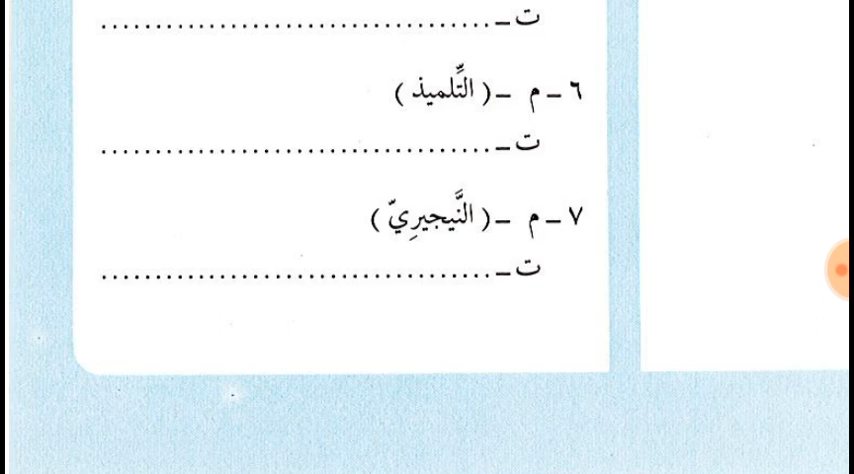 ت ـ ......................................
٦ ـ م ـ ( التِّلميذ )
ت ـ ......................................
٧ ـ م ـ ( النَّيجيرِيّ )
ت ـ ......................................